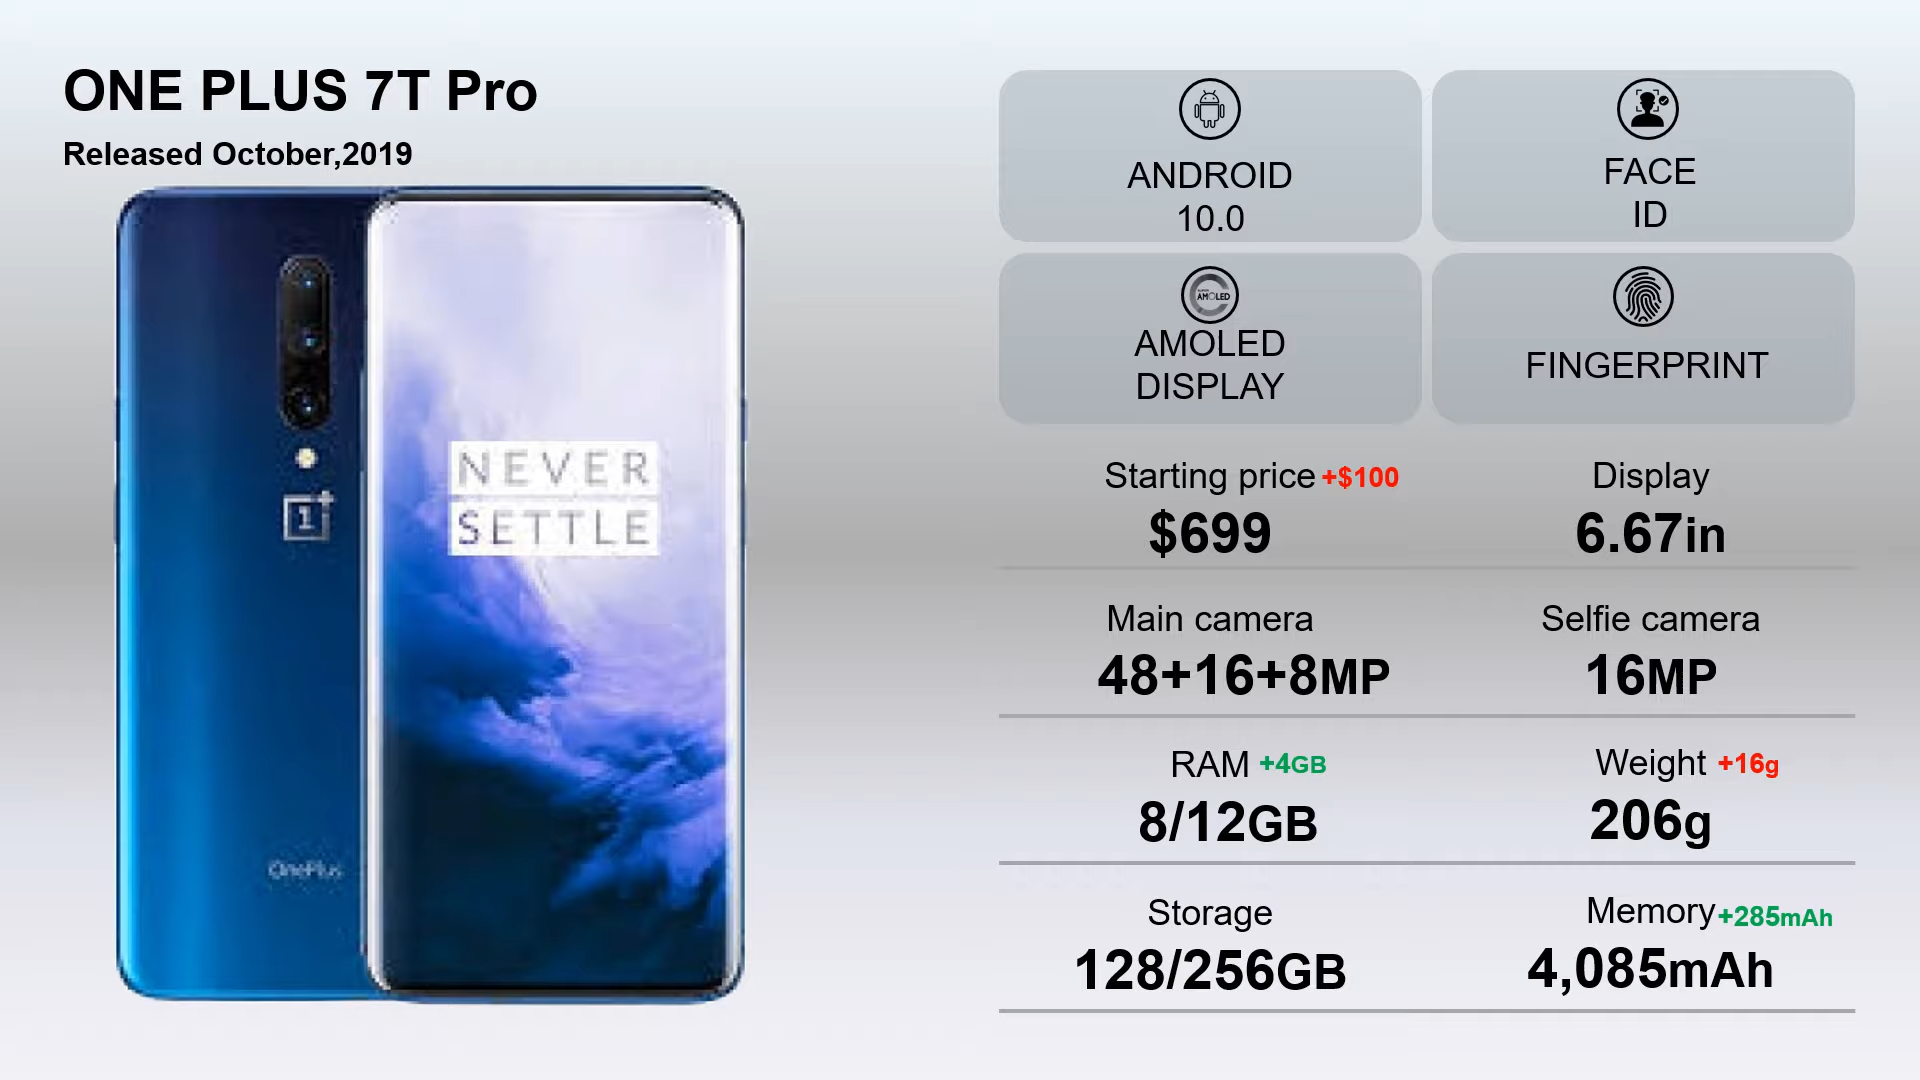 ONE PLUS 7T Pro
Released October,2019
NEVER
SETTLE
1
OnePlus
ANDROID
10.0
FACE
ID
SUPER
AMOLED
AMOLED
DISPLAY
FINGERPRINT
Starting price +$100
$699
Display
6.67in
Main camera
48+16+8MP
Selfie camera
16MP
RAM +4GB
8/12GB
Weight +16g
206g
Storage
128/256GB
Memory +285mAh
4,085mAh